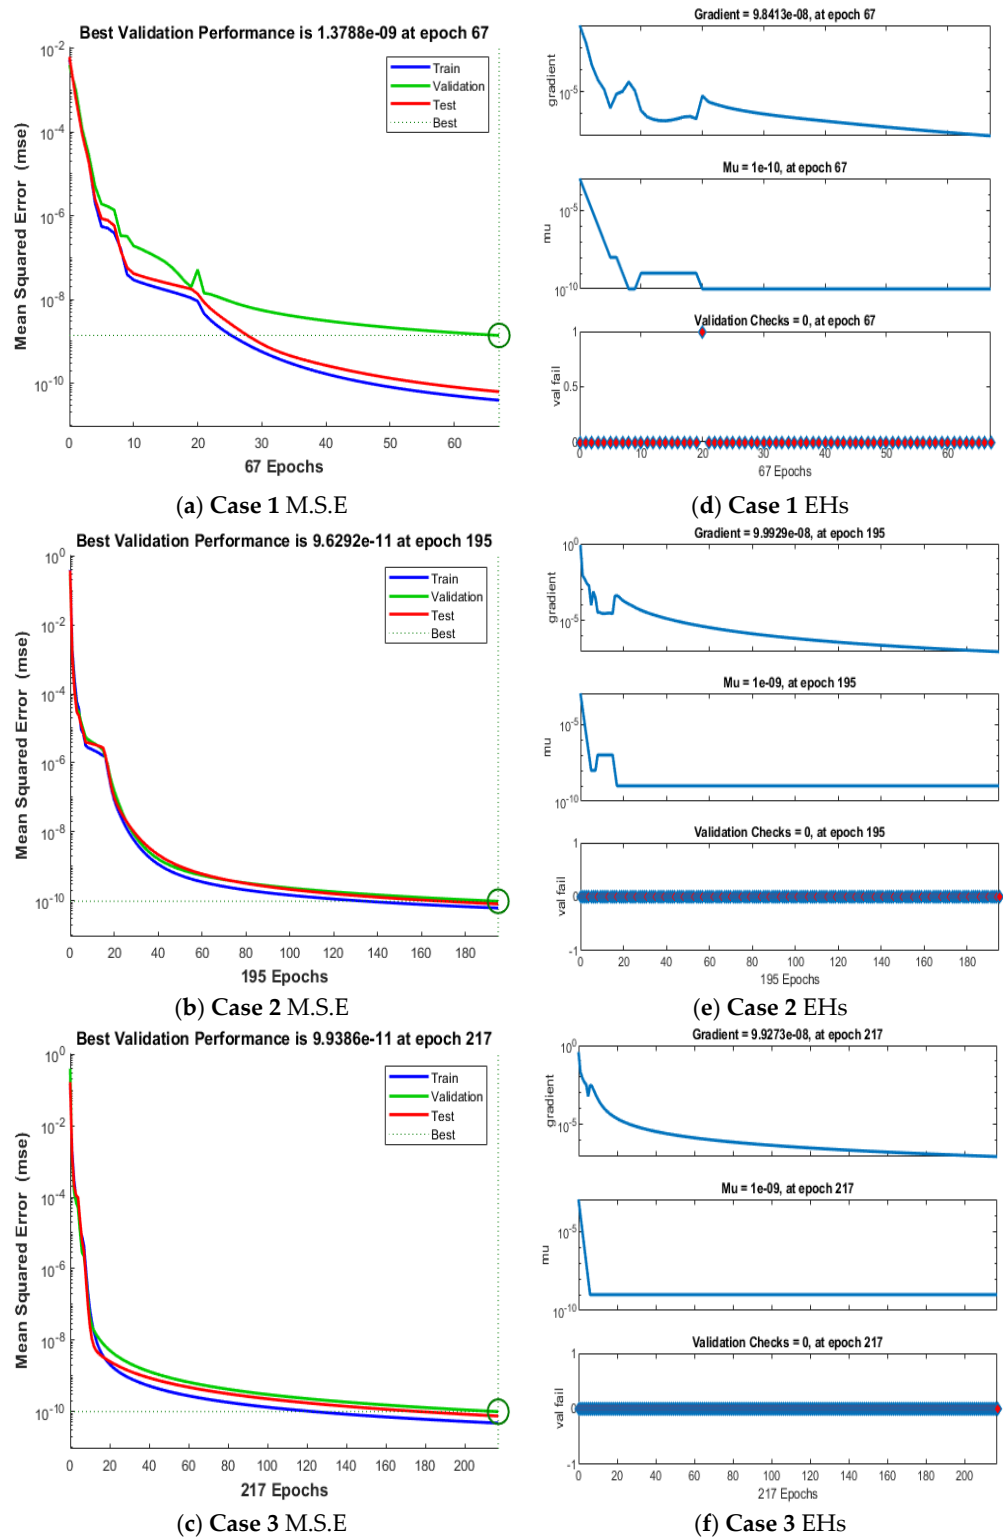 Best Validation Performance is 1.3788e-09 at epoch 67
Mean Squared Error (mse)
10^-2
10^-4
10^-6
10^-8
10^-10
Train
Validation
Test
Best
0 10 20 30 40 50 60
67 Epochs
(a) Case 1 M.S.E
Gradient = 9.8413e-08, at epoch 67
gradient
10^-5
Mu = 1e-10, at epoch 67
mu
10^-5
10^-10
Validation Checks = 0, at epoch 67
val fail
1
0.5
0
0 10 20 30 40 50 60
67 Epochs
(d) Case 1 EHs
Best Validation Performance is 9.6292e-11 at epoch 195
Mean Squared Error (mse)
10^0
10^-2
10^-4
10^-6
10^-8
10^-10
Train
Validation
Test
Best
0 20 40 60 80 100 120 140 160 180
195 Epochs
(b) Case 2 M.S.E
Gradient = 9.9929e-08, at epoch 195
gradient
10^0
10^-5
Mu = 1e-09, at epoch 195
mu
10^-5
10^-10
Validation Checks = 0, at epoch 195
val fail
1
0
-1
0 20 40 60 80 100 120 140 160 180
195 Epochs
(e) Case 2 EHs
Best Validation Performance is 9.9386e-11 at epoch 217
Mean Squared Error (mse)
10^0
10^-2
10^-4
10^-6
10^-8
10^-10
Train
Validation
Test
Best
0 20 40 60 80 100 120 140 160 180 200
217 Epochs
(c) Case 3 M.S.E
Gradient = 9.9273e-08, at epoch 217
gradient
10^0
10^-5
Mu = 1e-09, at epoch 217
mu
10^-5
10^-10
Validation Checks = 0, at epoch 217
val fail
1
0
-1
0 20 40 60 80 100 120 140 160 180 200
217 Epochs
(f) Case 3 EHs